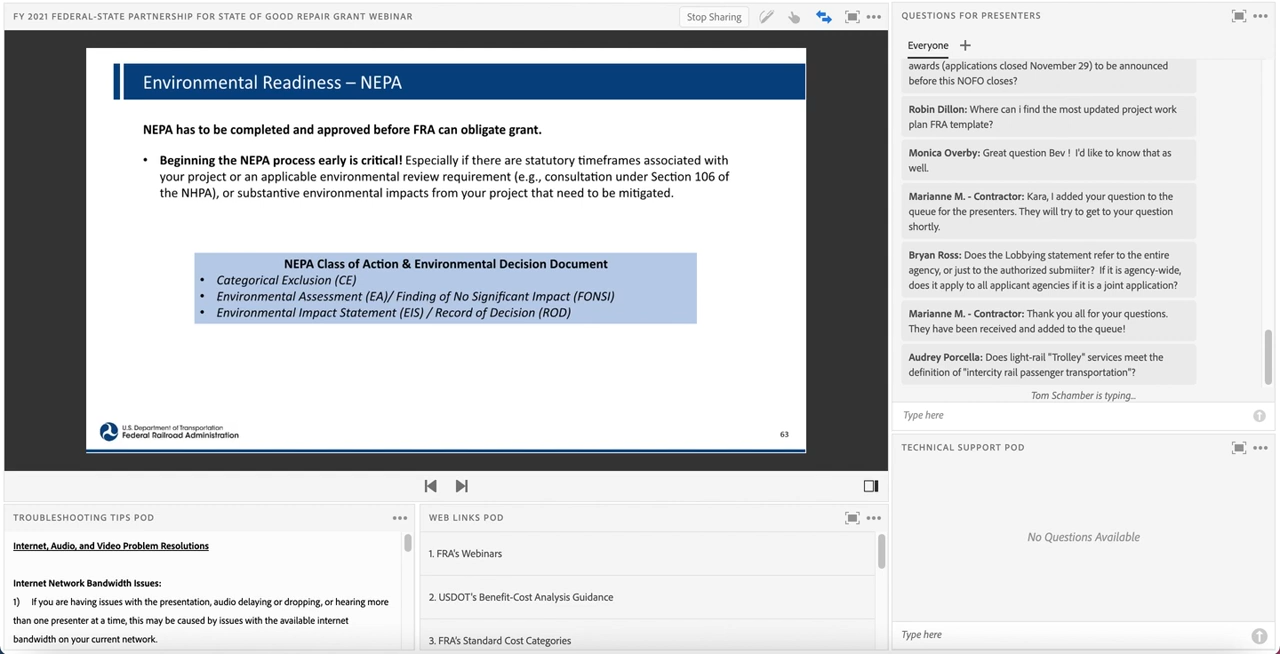 FY 2021 FEDERAL-STATE PARTNERSHIP FOR STATE OF GOOD REPAIR GRANT WEBINAR
Stop Sharing
Environmental Readiness – NEPA
NEPA has to be completed and approved before FRA can obligate grant.
• Beginning the NEPA process early is critical! Especially if there are statutory timeframes associated with
your project or an applicable environmental review requirement (e.g., consultation under Section 106 of
the NHPA), or substantive environmental impacts from your project that need to be mitigated.
NEPA Class of Action & Environmental Decision Document
• Categorical Exclusion (CE)
• Environmental Assessment (EA)/ Finding of No Significant Impact (FONSI)
• Environmental Impact Statement (EIS) / Record of Decision (ROD)
U.S. Department of Transportation
Federal Railroad Administration
63
TROUBLESHOOTING TIPS POD
Internet, Audio, and Video Problem Resolutions
Internet Network Bandwidth Issues:
1) If you are having issues with the presentation, audio delaying or dropping, or hearing more
than one presenter at a time, this may be caused by issues with the available internet
bandwidth on your current network.
WEB LINKS POD
1. FRA's Webinars
2. USDOT's Benefit-Cost Analysis Guidance
3. FRA's Standard Cost Categories
QUESTIONS FOR PRESENTERS
Everyone
awards (applications closed November 29) to be announced
before this NOFO closes?
Robin Dillon: Where can i find the most updated project work
plan FRA template?
Monica Overby: Great question Bev ! I'd like to know that as
well.
Marianne M. - Contractor: Kara, I added your question to the
queue for the presenters. They will try to get to your question
shortly.
Bryan Ross: Does the Lobbying statement refer to the entire
agency, or just to the authorized submiiter? If it is agency-wide,
does it apply to all applicant agencies if it is a joint application?
Marianne M. - Contractor: Thank you all for your questions.
They have been received and added to the queue!
Audrey Porcella: Does light-rail "Trolley" services meet the
definition of "intercity rail passenger transportation"?
Tom Schamber is typing..
Type here
TECHNICAL SUPPORT POD
No Questions Available
Type here